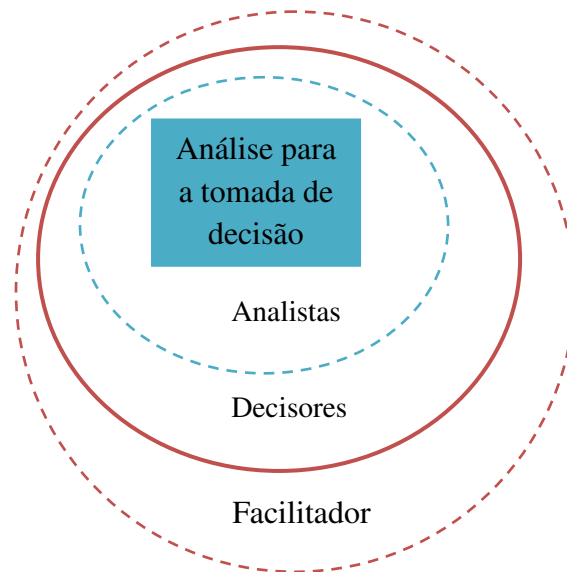 Análise para
a tomada de
decisão
Analistas
Decisores
Facilitador